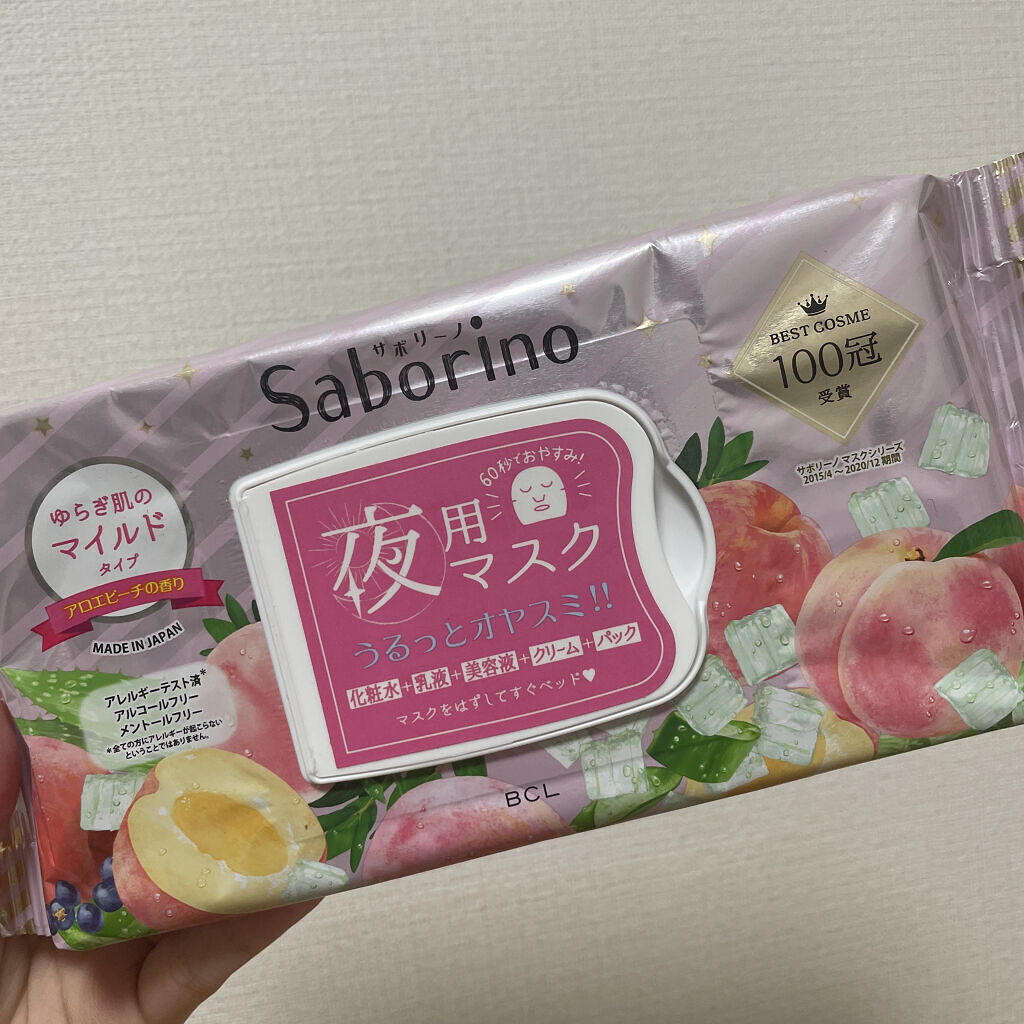 サボリーノ
Saborino
BEST COSME
100冠
受賞
サボリーノ マスクシリーズ
2015/4 ～ 2020/12 期間
ゆらぎ肌の
マイルド
タイプ
アロエピーチの香り
MADE IN JAPAN
アレルギーテスト済*
アルコールフリー
メントールフリー
*全ての方にアレルギーが起こらない
ということではありません。
60秒でおやすみ!
夜用
マスク
うるっとオヤスミ!!
化粧水+乳液+美容液+クリーム+パック
マスクをはずしてすぐベッド♥
BCL